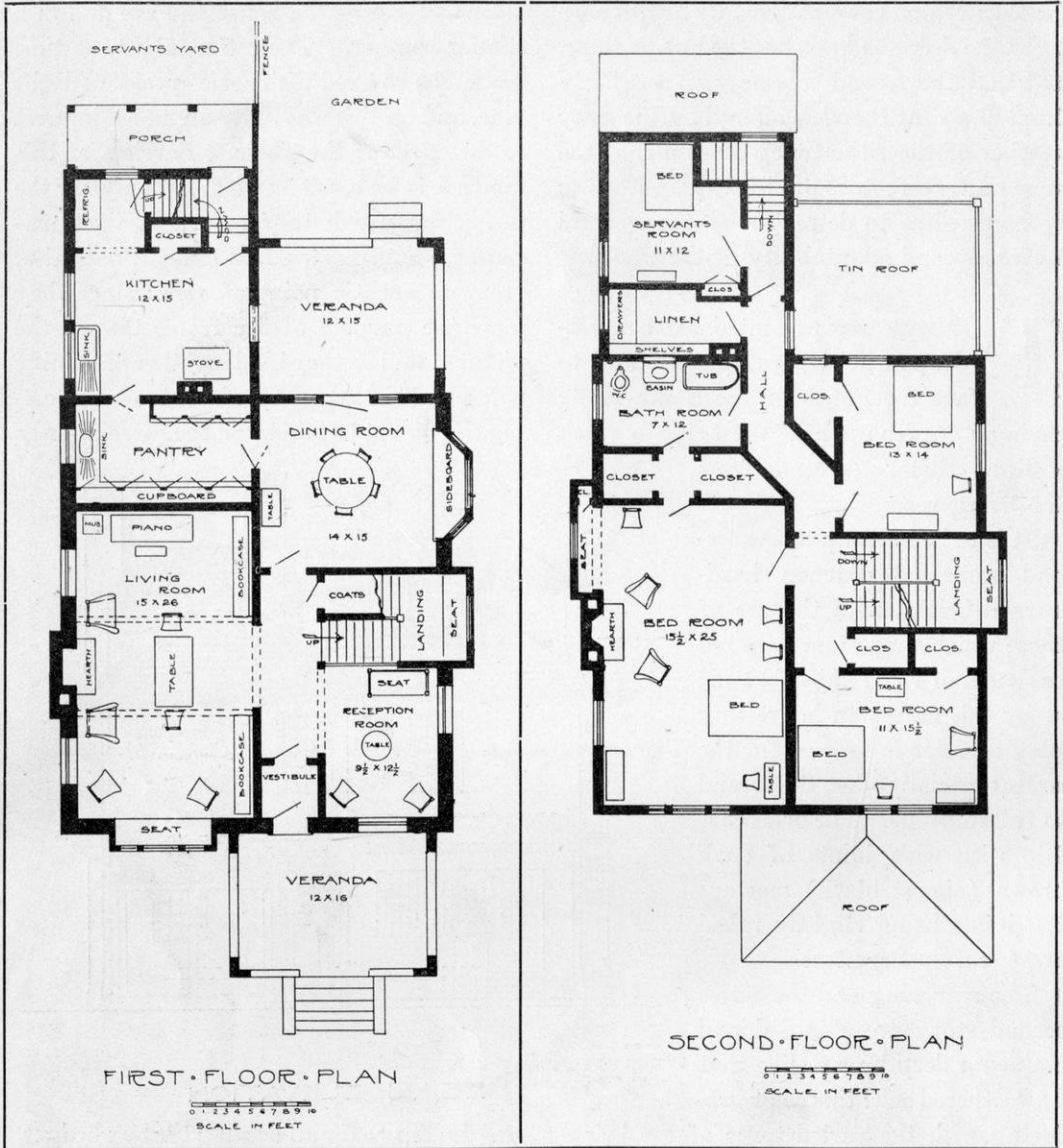 SERVANTS YARD
FENCE
GARDEN
PORCH
REFRIG.
UP
CLOSET
KITCHEN
12 X 15
SINK
STOVE
VERANDA
12 X 15
SINK
PANTRY
CUPBOARD
DINING ROOM
TABLE
TABLE
SIDEBOARD
14 X 15
MUS.
PIANO
BOOKCASE
LIVING
ROOM
15 X 26
HEARTH
TABLE
BOOKCASE
SEAT
COATS
UP
LANDING
SEAT
SEAT
RECEPTION
ROOM
TABLE
9½ X 12½
VESTIBULE
VERANDA
12 X 16
FIRST·FLOOR·PLAN
0 1 2 3 4 5 6 7 8 9 10
SCALE IN FEET
ROOF
BED
SERVANTS
ROOM
11 X 12
DOWN
CLOS
TIN ROOF
DRAWERS
LINEN
SHELVES
W.C.
BASIN
TUB
BATH ROOM
7 X 12
HALL
CLOS.
BED
BED ROOM
13 X 14
CLOSET
CLOSET
CL.
SEAT
HEARTH
BED ROOM
15½ X 25
BED
TABLE
DOWN
UP
LANDING
SEAT
CLOS
CLOS.
TABLE
BED ROOM
11 X 15½
BED
ROOF
SECOND·FLOOR·PLAN
0 1 2 3 4 5 6 7 8 9 10
SCALE IN FEET